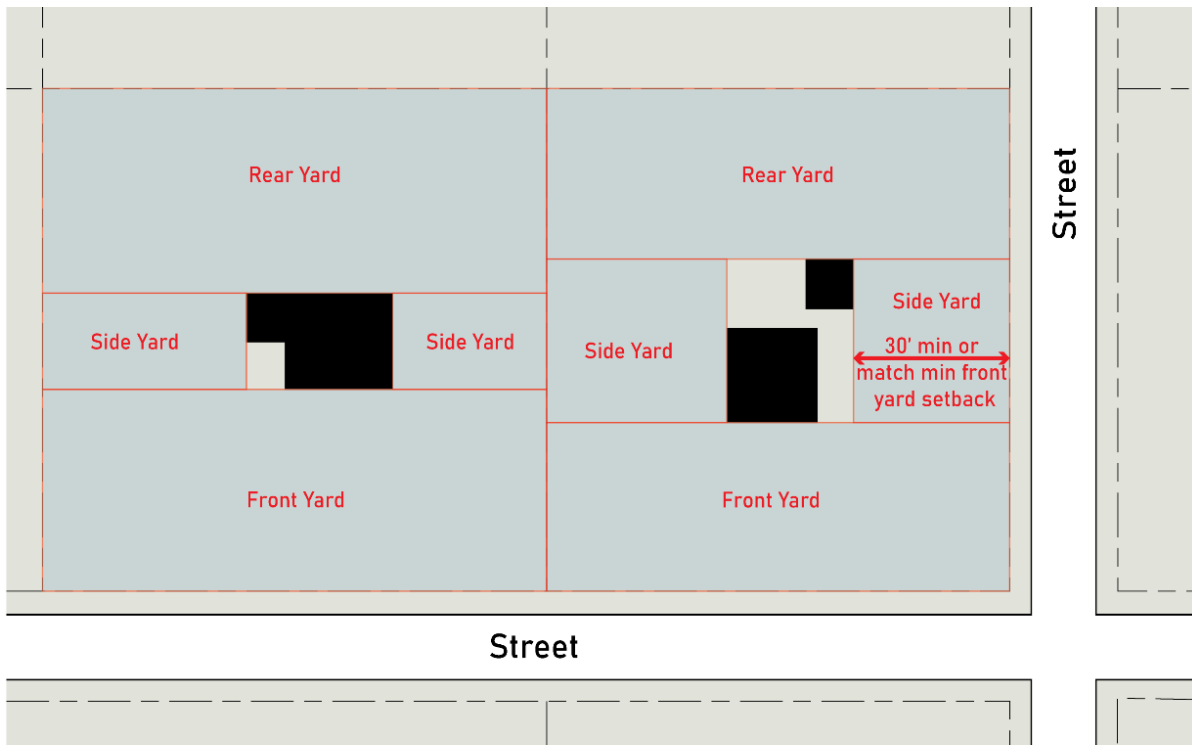 Rear Yard
Rear Yard
Street
Side Yard
Side Yard
Side Yard
Side Yard
30' min or
match min front
yard setback
Front Yard
Front Yard
Street